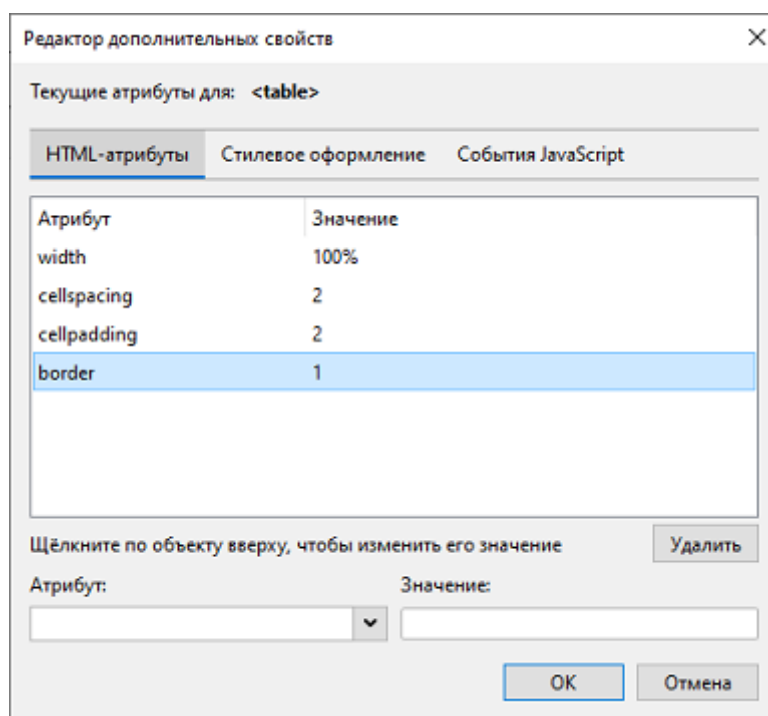 Редактор дополнительных свойств
Текущие атрибуты для: <table>
HTML-атрибуты Стилевое оформление События JavaScript
Атрибут Значение
width 100%
cellspacing 2
cellpadding 2
border 1
Щёлкните по объекту вверху, чтобы изменить его значение Удалить
Атрибут: Значение:
OK Отмена